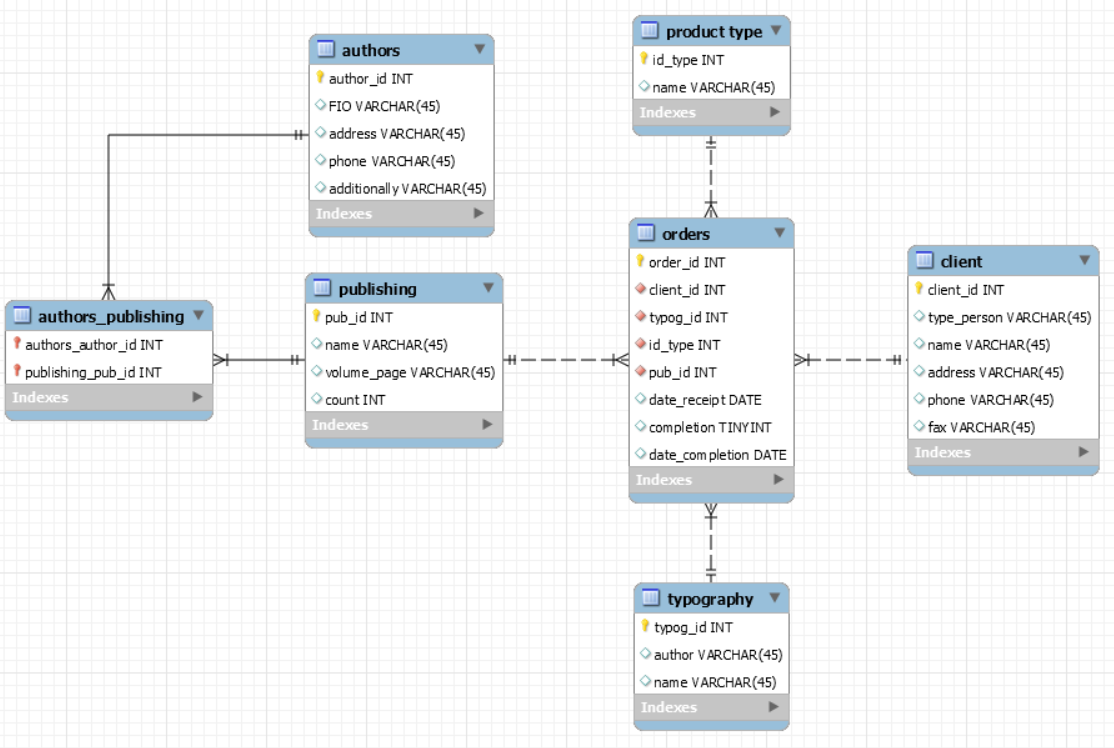 authors
author_id INT
FIO VARCHAR(45)
address VARCHAR(45)
phone VARCHAR(45)
additionally VARCHAR(45)
Indexes
product type
id_type INT
name VARCHAR(45)
Indexes
authors_publishing
authors_author_id INT
publishing_pub_id INT
Indexes
publishing
pub_id INT
name VARCHAR(45)
volume_page VARCHAR(45)
count INT
Indexes
orders
order_id INT
client_id INT
typog_id INT
id_type INT
pub_id INT
date_receipt DATE
completion TINYINT
date_completion DATE
Indexes
client
client_id INT
type_person VARCHAR(45)
name VARCHAR(45)
address VARCHAR(45)
phone VARCHAR(45)
fax VARCHAR(45)
Indexes
typography
typog_id INT
author VARCHAR(45)
name VARCHAR(45)
Indexes